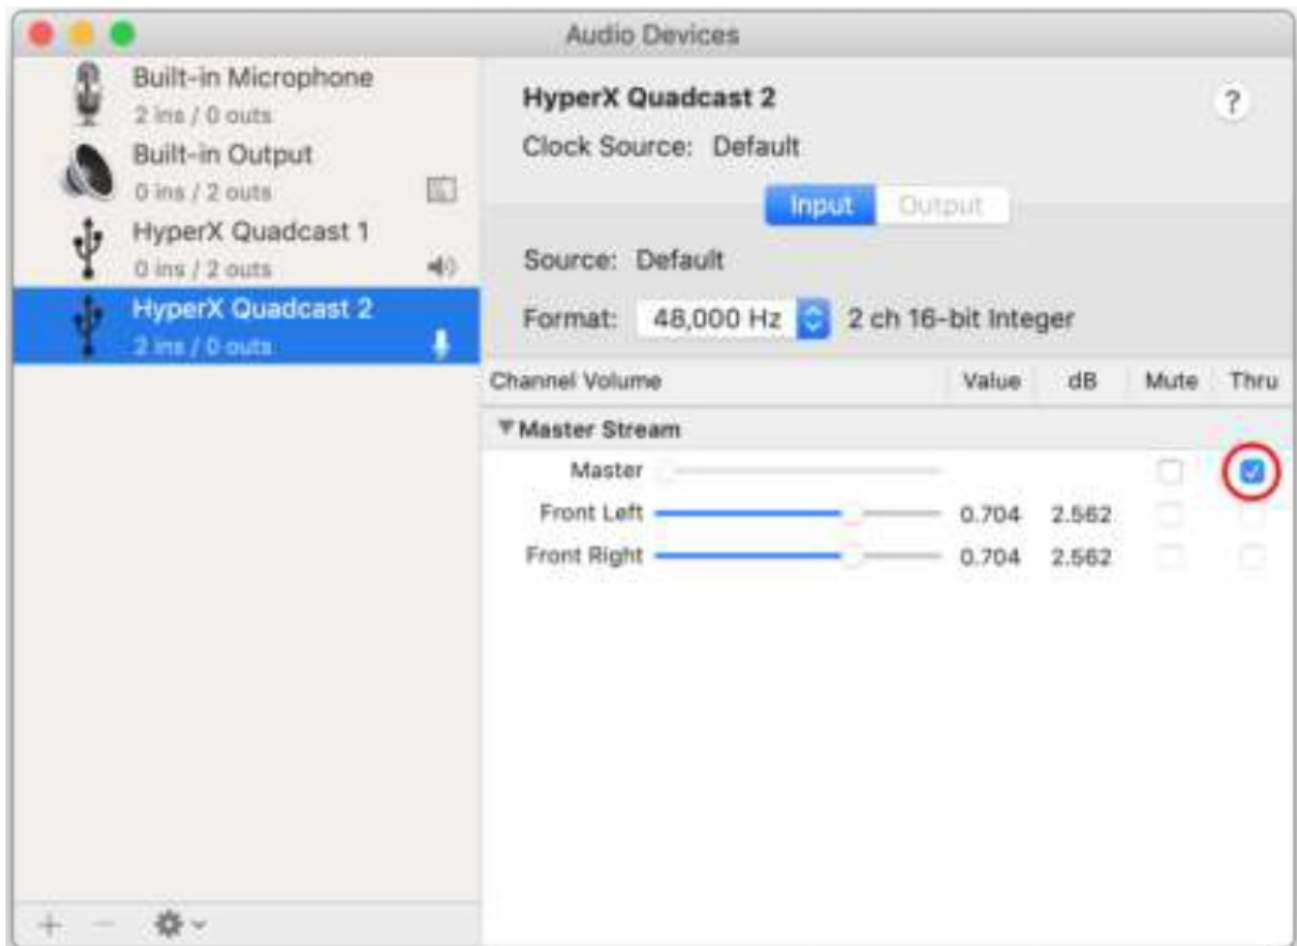 Audio Devices
Built-in Microphone
2 ins / 0 outs
Built-in Output
0 ins / 2 outs
HyperX Quadcast 1
0 ins / 2 outs
HyperX Quadcast 2
2 ins / 0 outs
HyperX Quadcast 2
?
Clock Source: Default
Input Output
Source: Default
Format: 48,000 Hz 2 ch 16-bit Integer
Channel Volume Value dB Mute Thru
Master Stream
Master
Front Left 0.704 2.562
Front Right 0.704 2.562